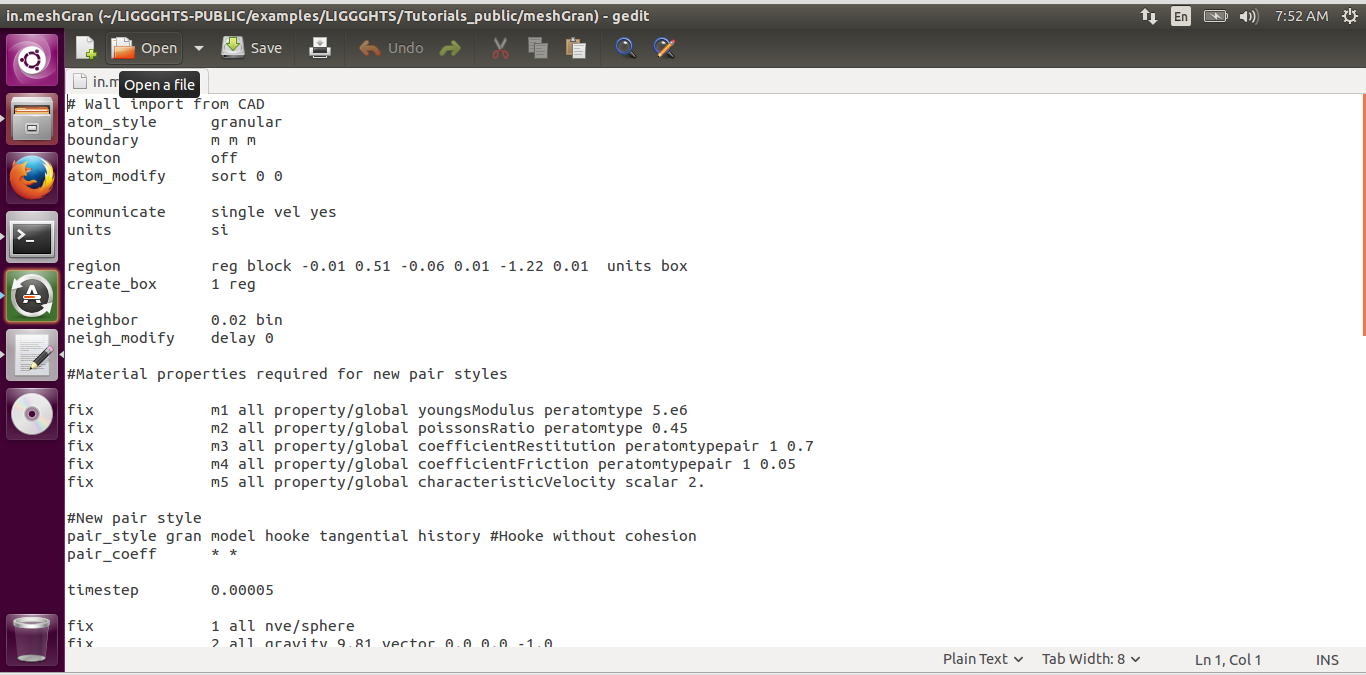 in.meshGran (~/LIGGGHTS-PUBLIC/examples/LIGGGHTS/Tutorials_public/meshGran) - gedit
En 7:52 AM
Open Save Undo
in.m
Open a file
# Wall import from CAD
atom_style granular
boundary m m m
newton off
atom_modify sort 0 0
communicate single vel yes
units si
region reg block -0.01 0.51 -0.06 0.01 -1.22 0.01 units box
create_box 1 reg
neighbor 0.02 bin
neigh_modify delay 0
#Material properties required for new pair styles
fix m1 all property/global youngsModulus peratomtype 5.e6
fix m2 all property/global poissonsRatio peratomtype 0.45
fix m3 all property/global coefficientRestitution peratomtypepair 1 0.7
fix m4 all property/global coefficientFriction peratomtypepair 1 0.05
fix m5 all property/global characteristicVelocity scalar 2.
#New pair style
pair_style gran model hooke tangential history #Hooke without cohesion
pair_coeff * *
timestep 0.00005
fix 1 all nve/sphere
fix 2 all gravity 9.81 vector 0.0 0.0 -1.0
Plain Text Tab Width: 8 Ln 1, Col 1 INS